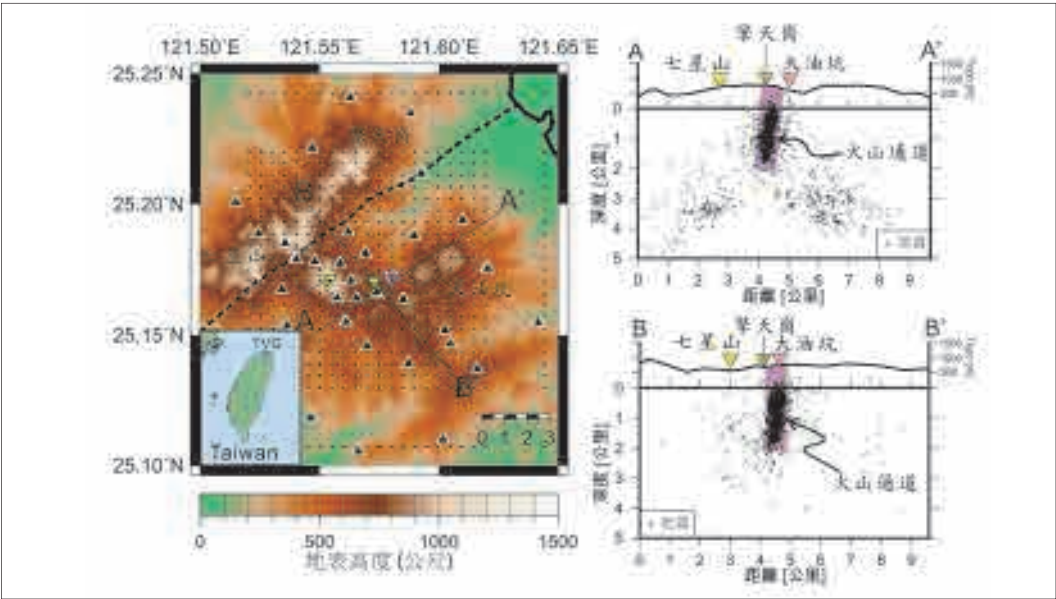 121.50°E 121.55°E 121.60°E 121.65°E
25.25°N
25.20°N
25.15°N
25.10°N
A
A'
TVG
Taiwan
0 1 2 3
0 500 1000 1500
地表高度 (公尺)
A
A'
擎天崗
七星山
大油坑
0
1
2
3
4
5
深度 [公里]
火山通道
0 1 2 3 4 5 6 7 8 9
距離 [公里]
B
B'
擎天崗
七星山
大油坑
0
1
2
3
4
5
深度 [公里]
火山通道
0 1 2 3 4 5 6 7 8 9
距離 [公里]